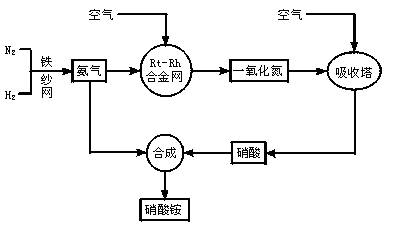 空气
空气
N2
H2
铁
纱
网
氨气
Rt-Rh
合金网
一氧化氮
吸收塔
合成
硝酸
硝酸铵